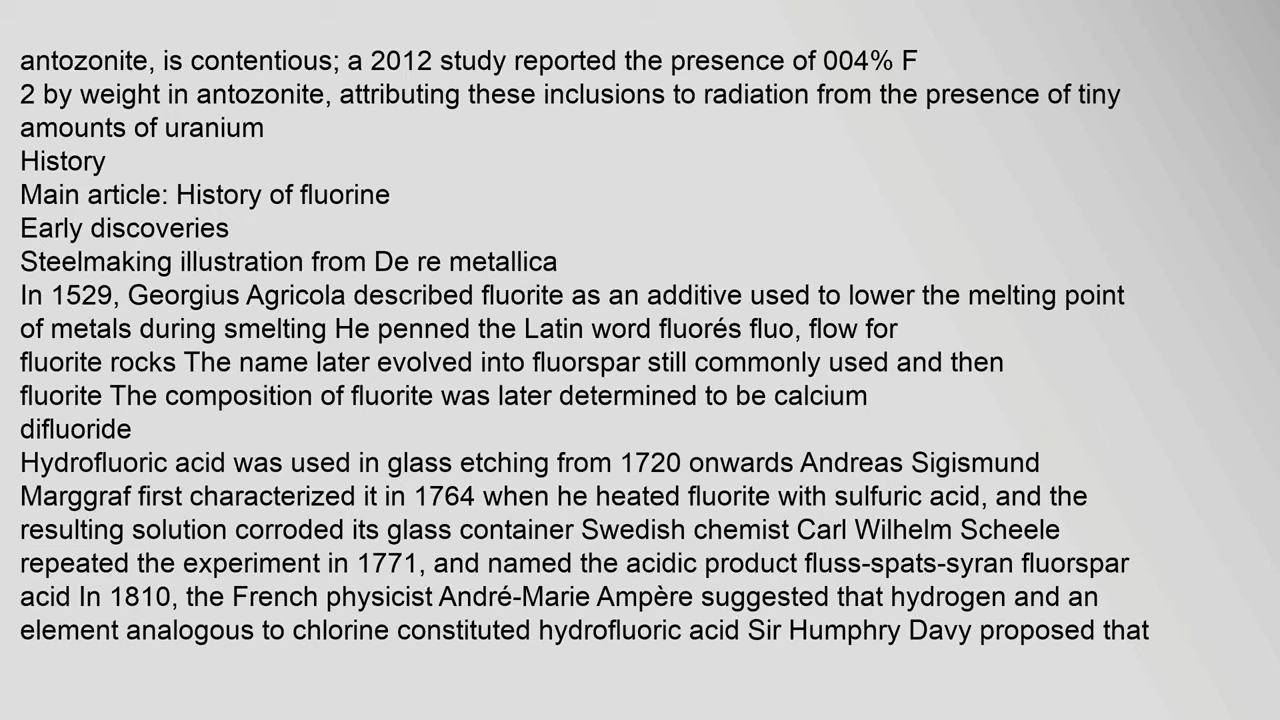 antozonite, is contentious; a 2012 study reported the presence of 004% F
2 by weight in antozonite, attributing these inclusions to radiation from the presence of tiny
amounts of uranium
History
Main article: History of fluorine
Early discoveries
Steelmaking illustration from De re metallica
In 1529, Georgius Agricola described fluorite as an additive used to lower the melting point
of metals during smelting He penned the Latin word fluorés fluo, flow for
fluorite rocks The name later evolved into fluorspar still commonly used and then
fluorite The composition of fluorite was later determined to be calcium
difluoride
Hydrofluoric acid was used in glass etching from 1720 onwards Andreas Sigismund
Marggraf first characterized it in 1764 when he heated fluorite with sulfuric acid, and the
resulting solution corroded its glass container Swedish chemist Carl Wilhelm Scheele
repeated the experiment in 1771, and named the acidic product fluss-spats-syran fluorspar
acid In 1810, the French physicist André-Marie Ampère suggested that hydrogen and an
element analogous to chlorine constituted hydrofluoric acid Sir Humphry Davy proposed that